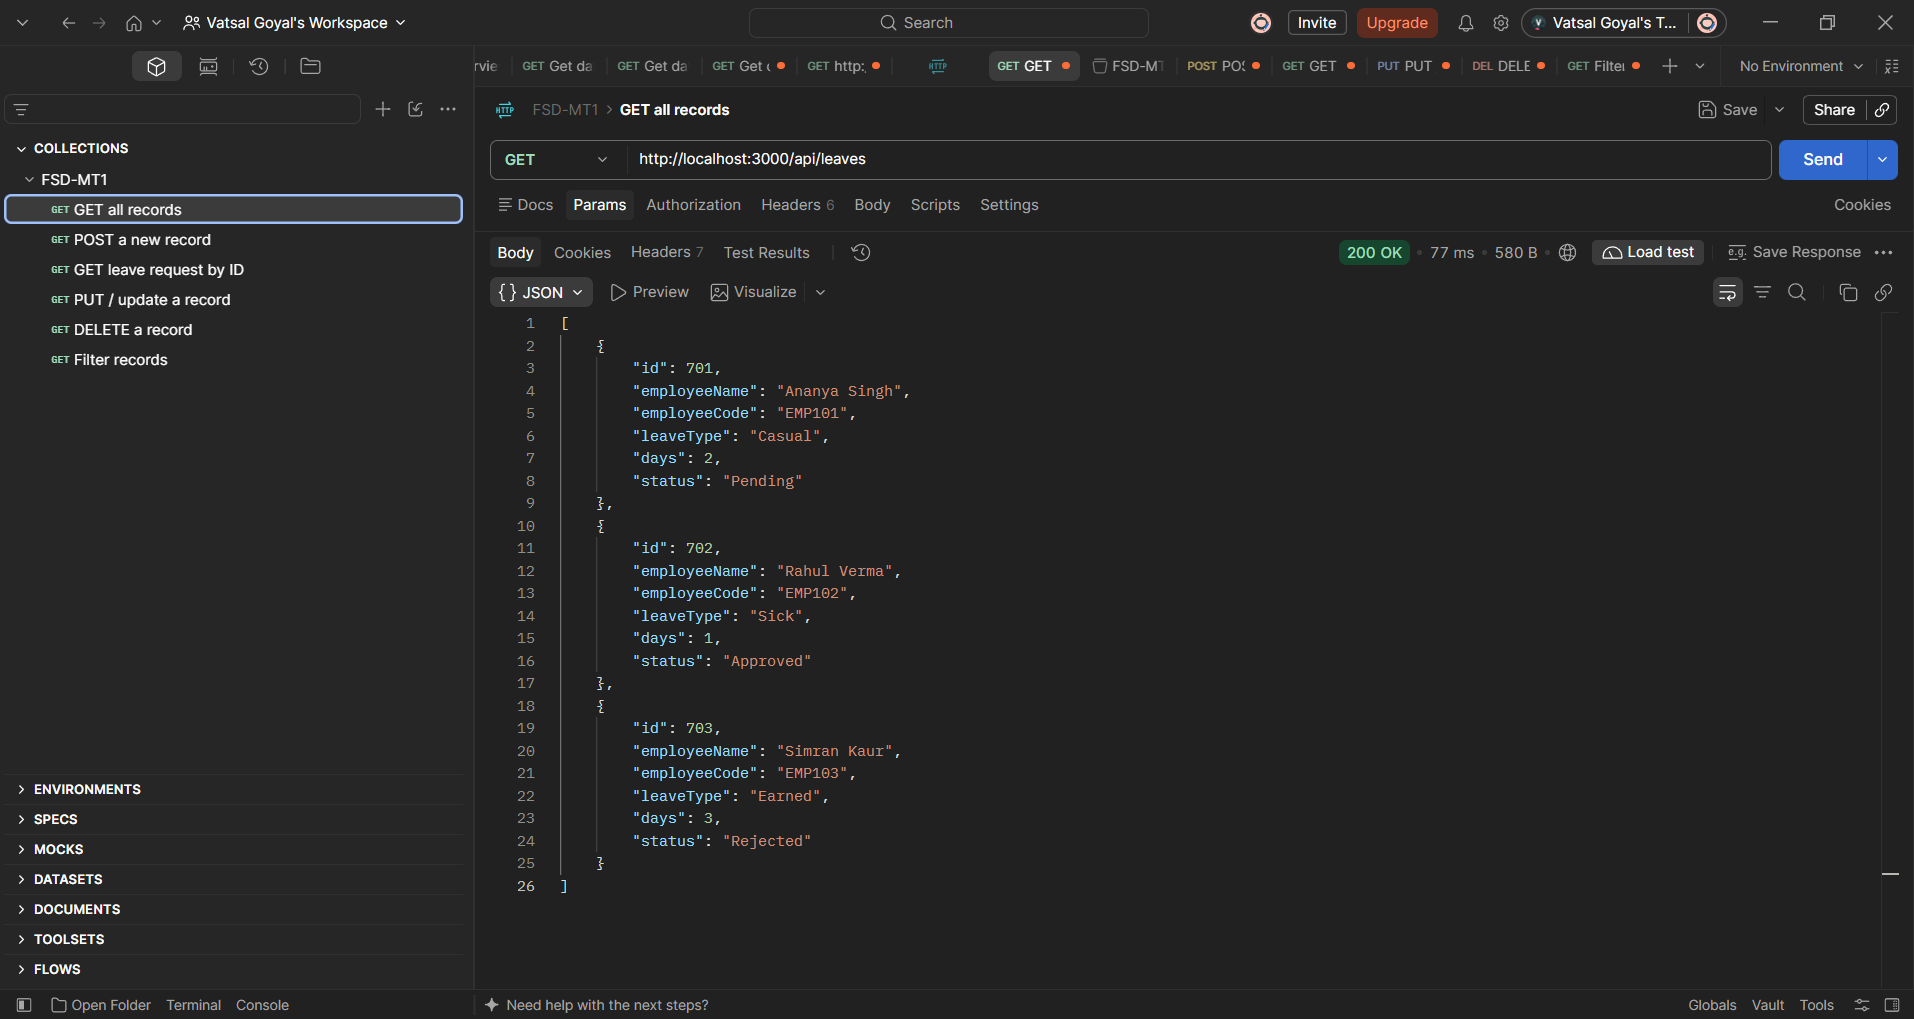 Vatsal Goyal's Workspace
Search
Invite
Upgrade
V Vatsal Goyal's T...
rvie
GET Get da
GET Get da
GET Get
GET http:
HTTP
GET GET
FSD-MT
POST
GET GET
PUT PUT
DEL DELE
GET Filte
No Environment
COLLECTIONS
FSD-MT1
GET GET all records
GET POST a new record
GET GET leave request by ID
GET PUT / update a record
GET DELETE a record
GET Filter records
ENVIRONMENTS
SPECS
MOCKS
DATASETS
DOCUMENTS
TOOLSETS
FLOWS
HTTP FSD-MT1 > GET all records
Save
Share
GET http://localhost:3000/api/leaves
Send
Docs Params Authorization Headers 6 Body Scripts Settings
Cookies
Body Cookies Headers 7 Test Results
200 OK • 77 ms • 580 B
Load test
e.g. Save Response
{} JSON Preview Visualize
1 [
2 {
3 "id": 701,
4 "employeeName": "Ananya Singh",
5 "employeeCode": "EMP101",
6 "leaveType": "Casual",
7 "days": 2,
8 "status": "Pending"
9 },
10 {
11 "id": 702,
12 "employeeName": "Rahul Verma",
13 "employeeCode": "EMP102",
14 "leaveType": "Sick",
15 "days": 1,
16 "status": "Approved"
17 },
18 {
19 "id": 703,
20 "employeeName": "Simran Kaur",
21 "employeeCode": "EMP103",
22 "leaveType": "Earned",
23 "days": 3,
24 "status": "Rejected"
25 }
26 ]
Open Folder Terminal Console
Need help with the next steps?
Globals Vault Tools